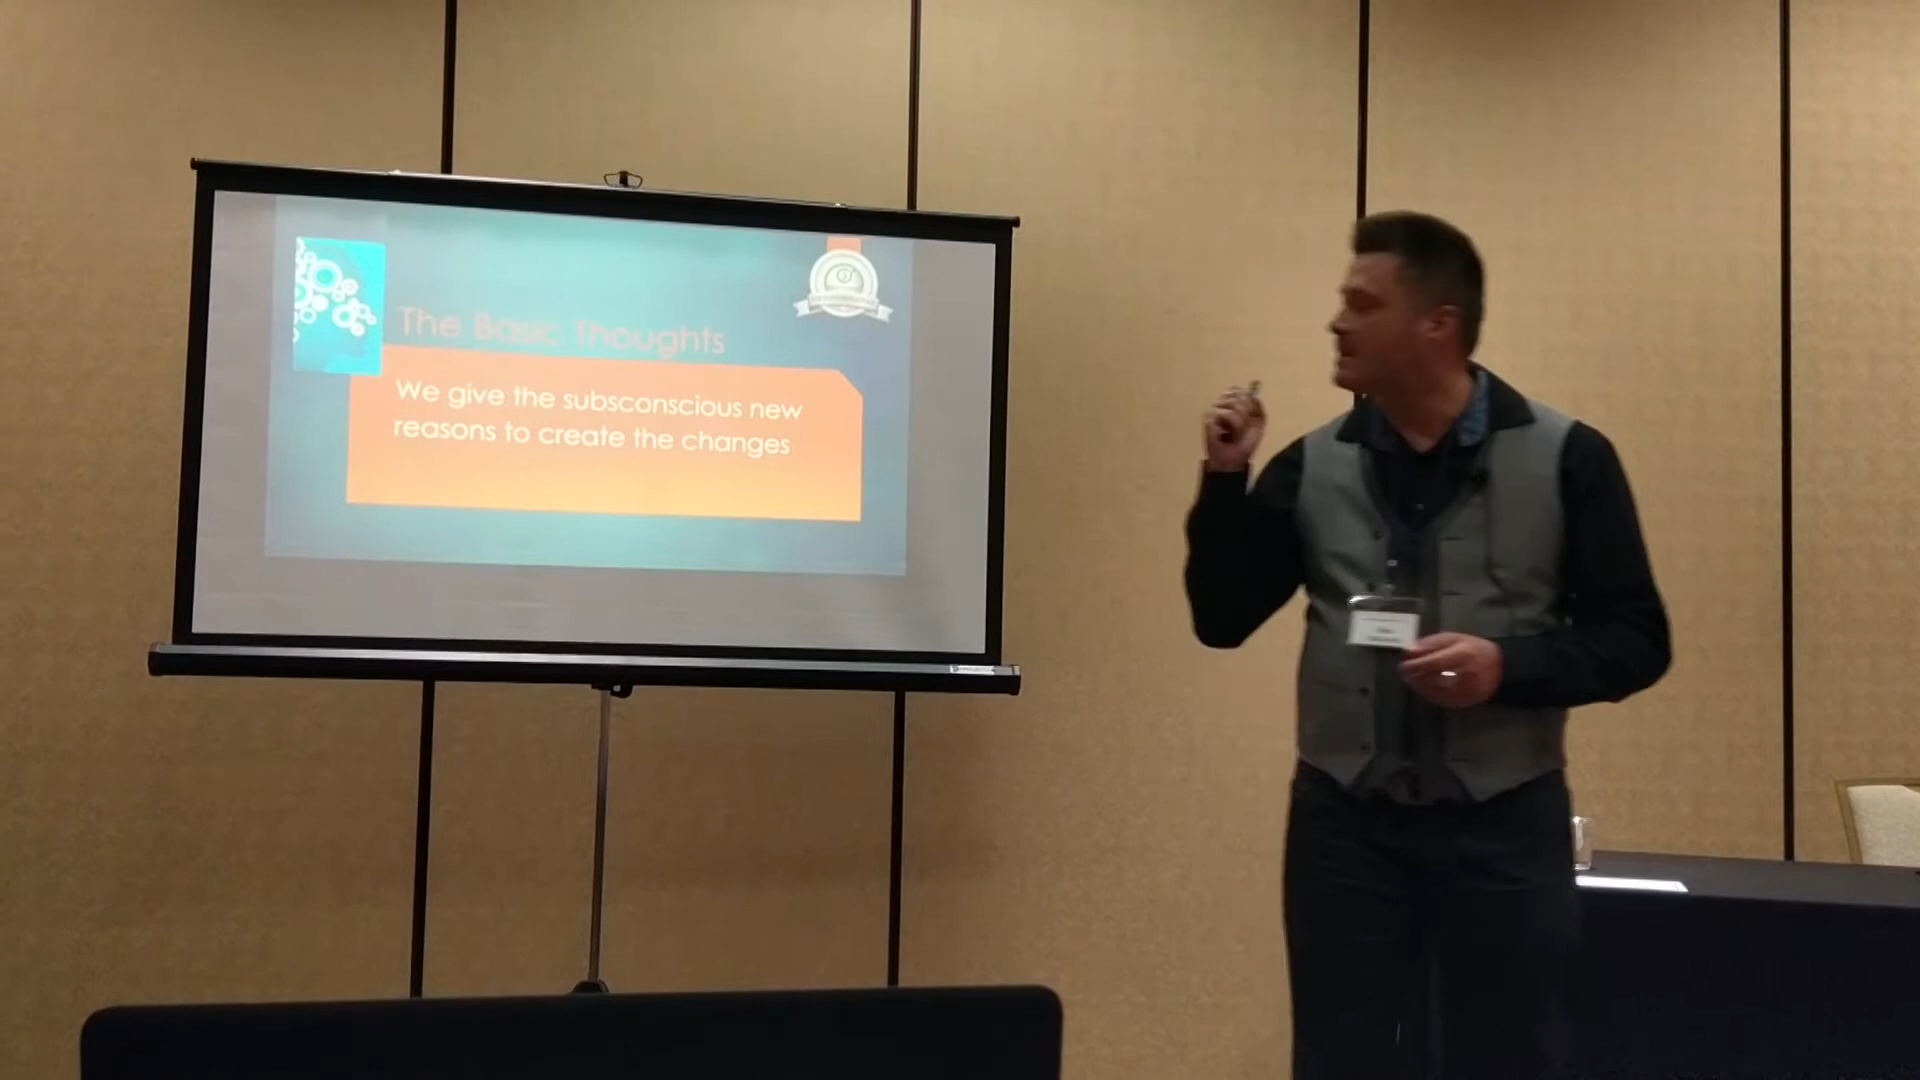 The Basic Thoughts
We give the subsconscious new
reasons to create the changes